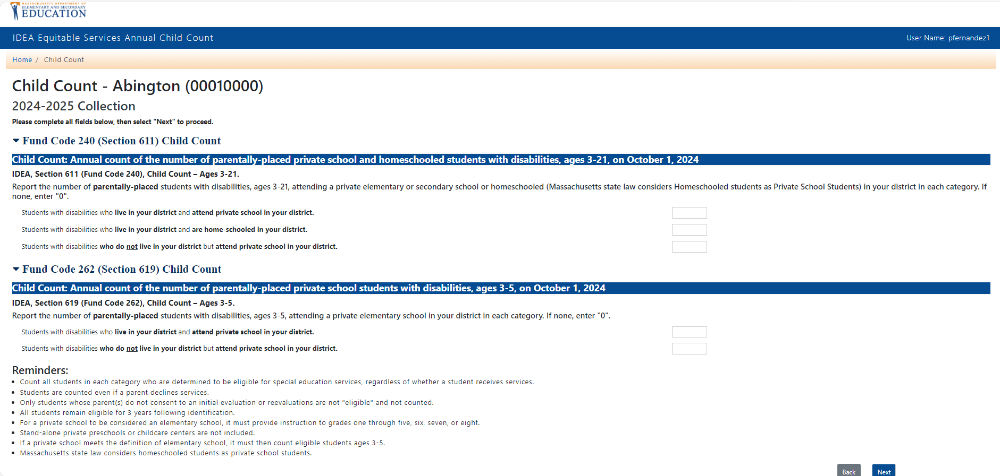 MASSACHUSETTS DEPARTMENT OF
ELEMENTARY AND SECONDARY
EDUCATION
IDEA Equitable Services Annual Child Count
User Name: pfernandez1
Home / Child Count
Child Count - Abington (00010000)
2024-2025 Collection
Please complete all fields below, then select "Next" to proceed.
Fund Code 240 (Section 611) Child Count
Child Count: Annual count of the number of parentally-placed private school and homeschooled students with disabilities, ages 3-21, on October 1, 2024
IDEA, Section 611 (Fund Code 240), Child Count – Ages 3-21.
Report the number of parentally-placed students with disabilities, ages 3-21, attending a private elementary or secondary school or homeschooled (Massachusetts state law considers Homeschooled students as Private School Students) in your district in each category. If
none, enter "0".
Students with disabilities who live in your district and attend private school in your district.
Students with disabilities who live in your district and are home-schooled in your district.
Students with disabilities who do not live in your district but attend private school in your district.
Fund Code 262 (Section 619) Child Count
Child Count: Annual count of the number of parentally-placed private school students with disabilities, ages 3-5, on October 1, 2024
IDEA, Section 619 (Fund Code 262), Child Count – Ages 3-5.
Report the number of parentally-placed students with disabilities, ages 3-5, attending a private elementary school in your district in each category. If none, enter "0".
Students with disabilities who live in your district and attend private school in your district.
Students with disabilities who do not live in your district but attend private school in your district.
Reminders:
• Count all students in each category who are determined to be eligible for special education services, regardless of whether a student receives services.
• Students are counted even if a parent declines services.
• Only students whose parent(s) do not consent to an initial evaluation or reevaluations are not "eligible" and not counted.
• All students remain eligible for 3 years following identification.
• For a private school to be considered an elementary school, it must provide instruction to grades one through five, six, seven, or eight.
• Stand-alone private preschools or childcare centers are not included.
• If a private school meets the definition of elementary school, it must then count eligible students ages 3-5.
• Massachusetts state law considers homeschooled students as private school students.
Back
Next